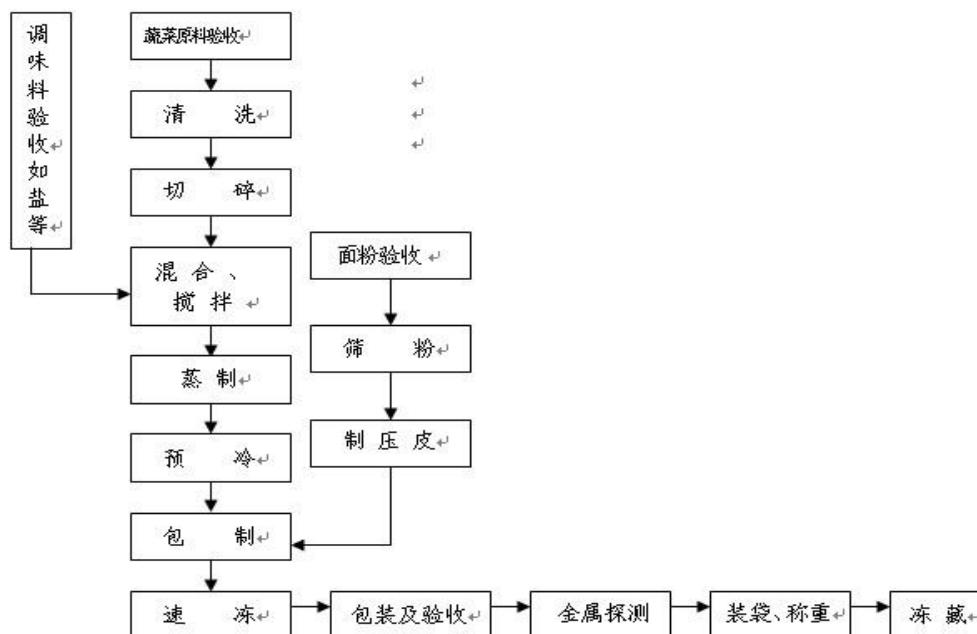 调
味
料
验
收
如
盐
等
蔬菜原料验收
清 洗
切 碎
混 合 、
搅 拌
蒸 制
预 冷
包 制
面粉验收
筛 粉
制 压 皮
速 冻
包装及验收
金属探测
装袋、称重
冻 藏